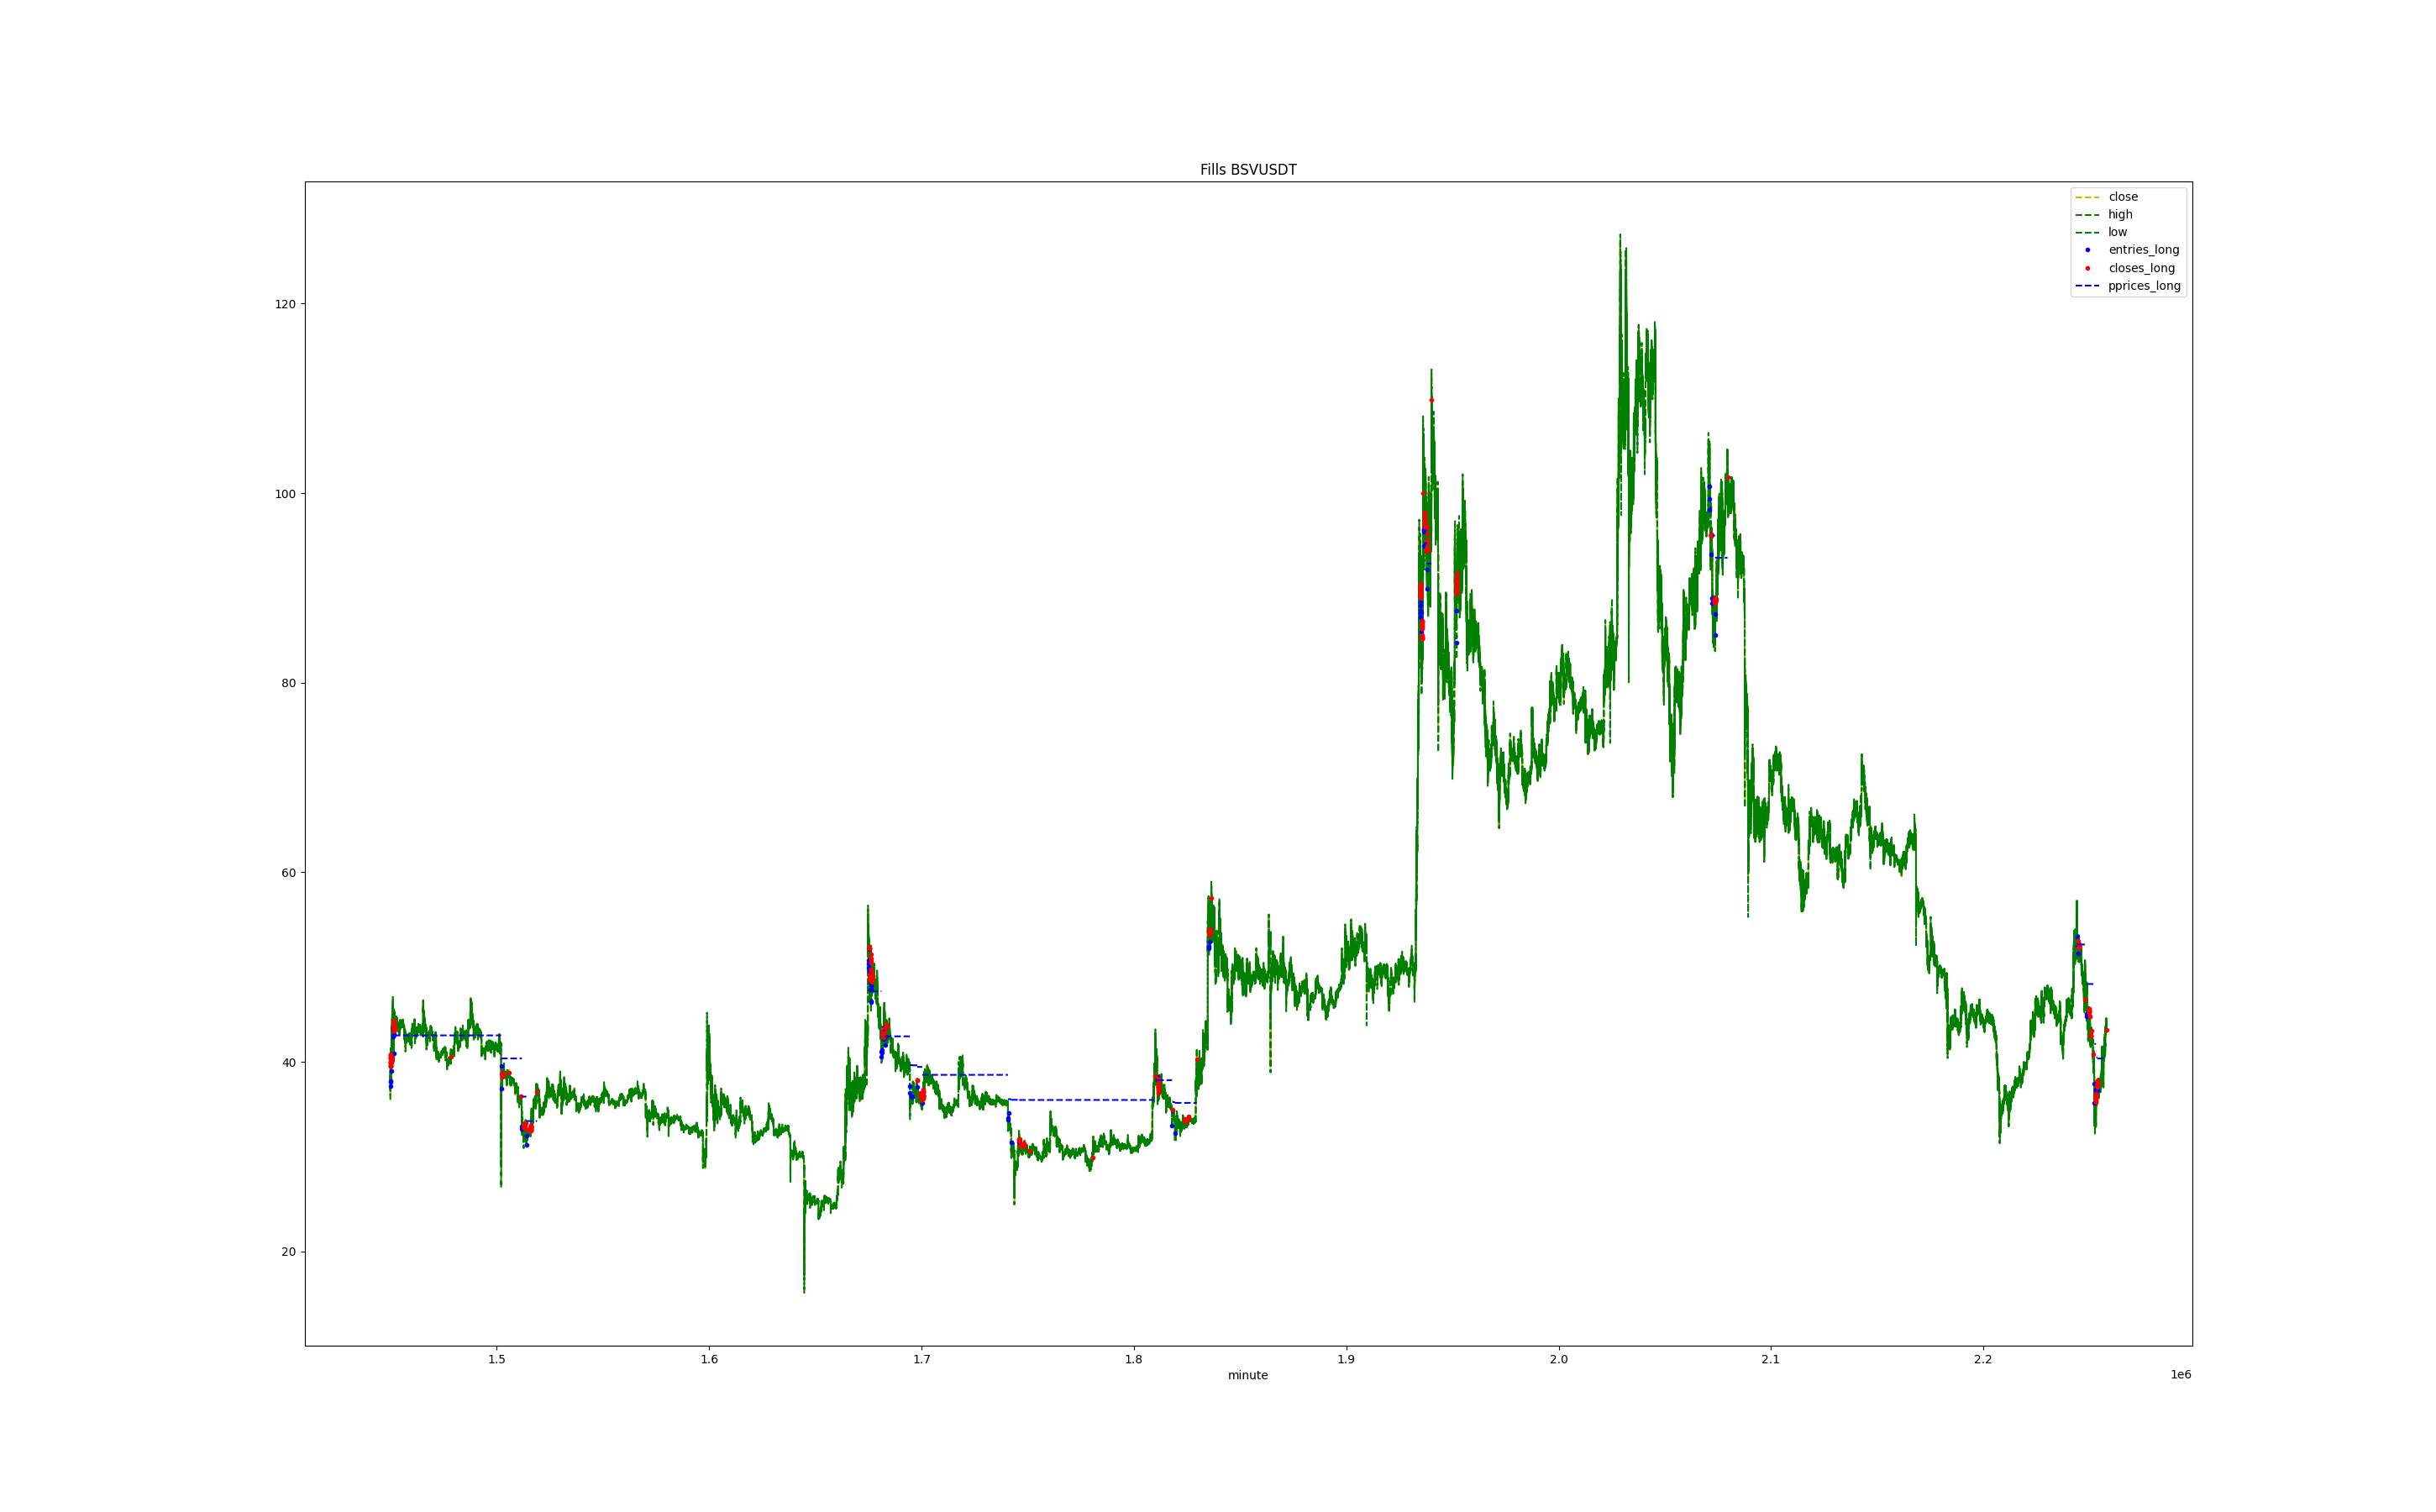 Fills BSVUSDT
close
high
low
entries_long
closes_long
pprices_long
120
100
80
60
40
20
1.5 1.6 1.7 1.8 1.9 2.0 2.1 2.2
1e6
minute